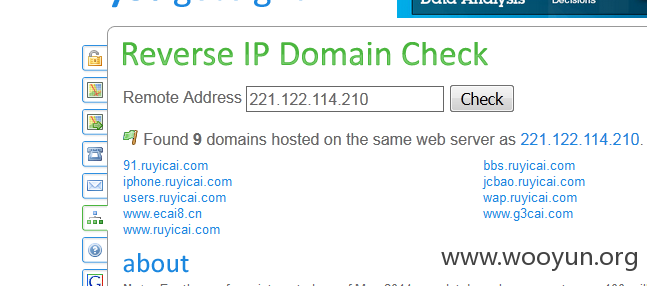 Data Analysis Decisions
Reverse IP Domain Check
Remote Address 221.122.114.210 Check
Found 9 domains hosted on the same web server as 221.122.114.210.
91.ruyicai.com
iphone.ruyicai.com
users.ruyicai.com
www.ecai8.cn
www.ruyicai.com
bbs.ruyicai.com
jcbao.ruyicai.com
wap.ruyicai.com
www.g3cai.com
about
www.wooyun.org
G